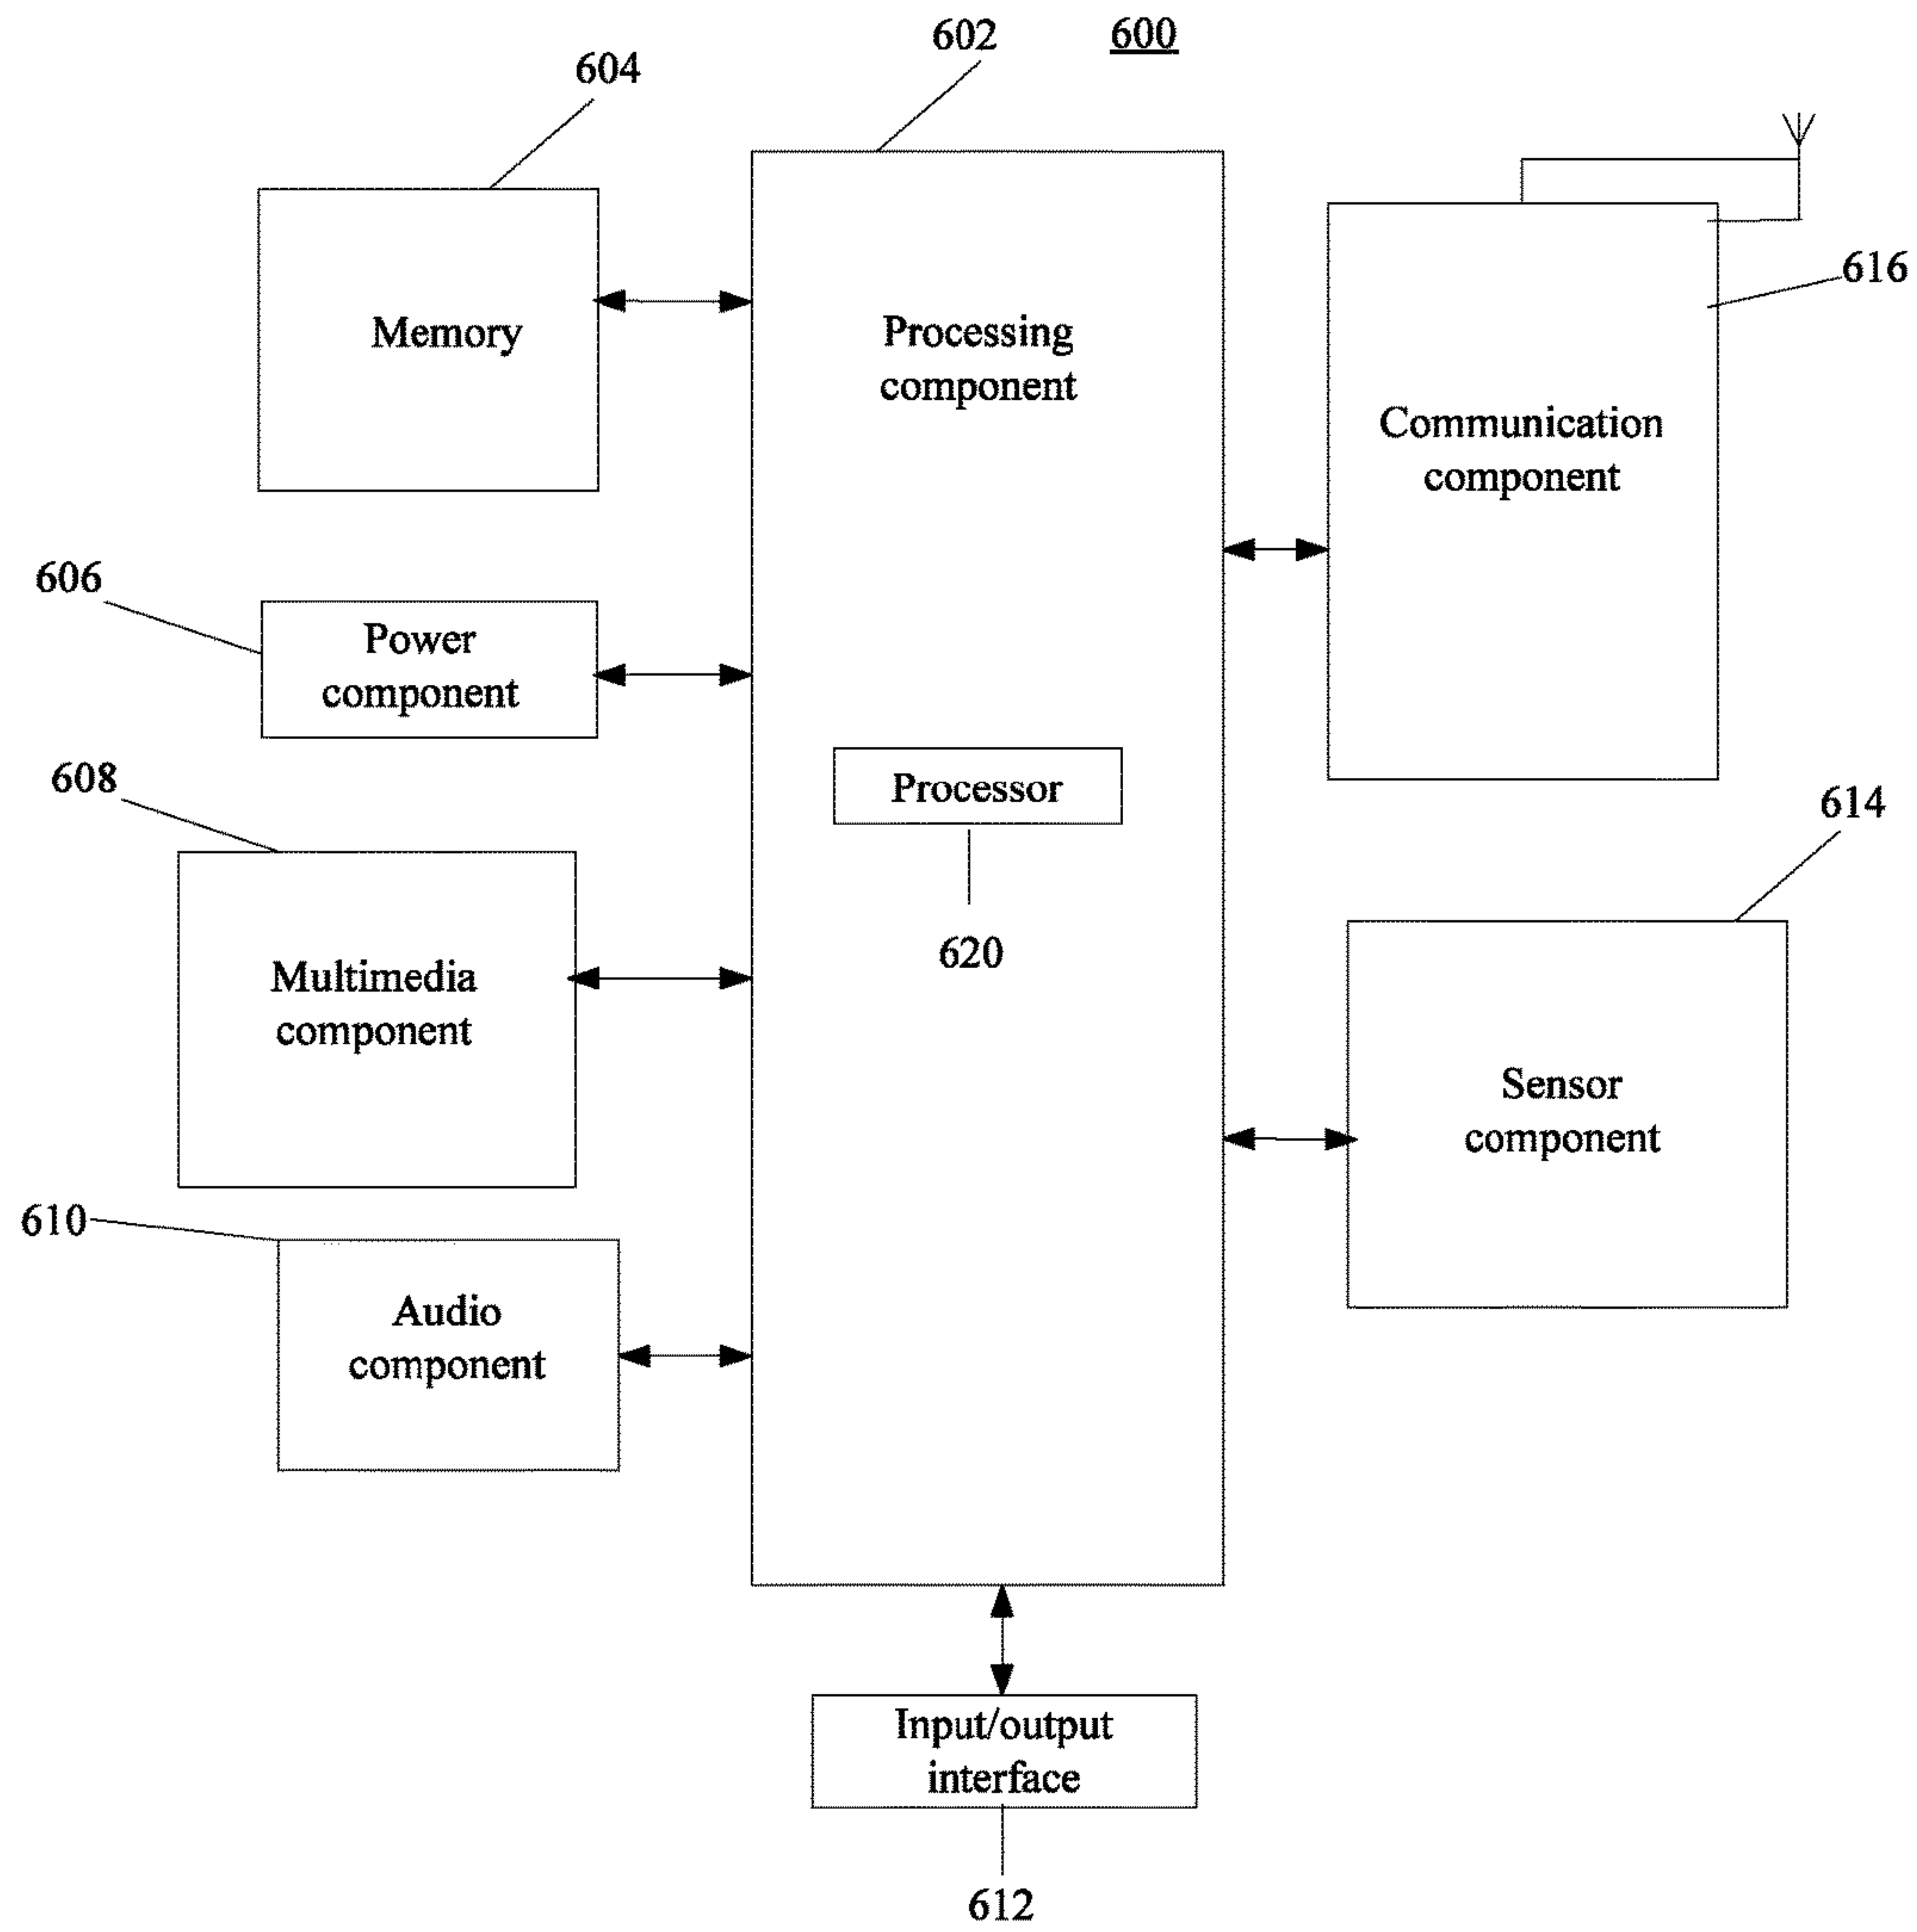 602
600
604
Memory
Processing
component
616
Communication
component
606
Power
component
608
Processor
614
620
Multimedia
component
Sensor
component
610
Audio
component
Input/output
interface
612